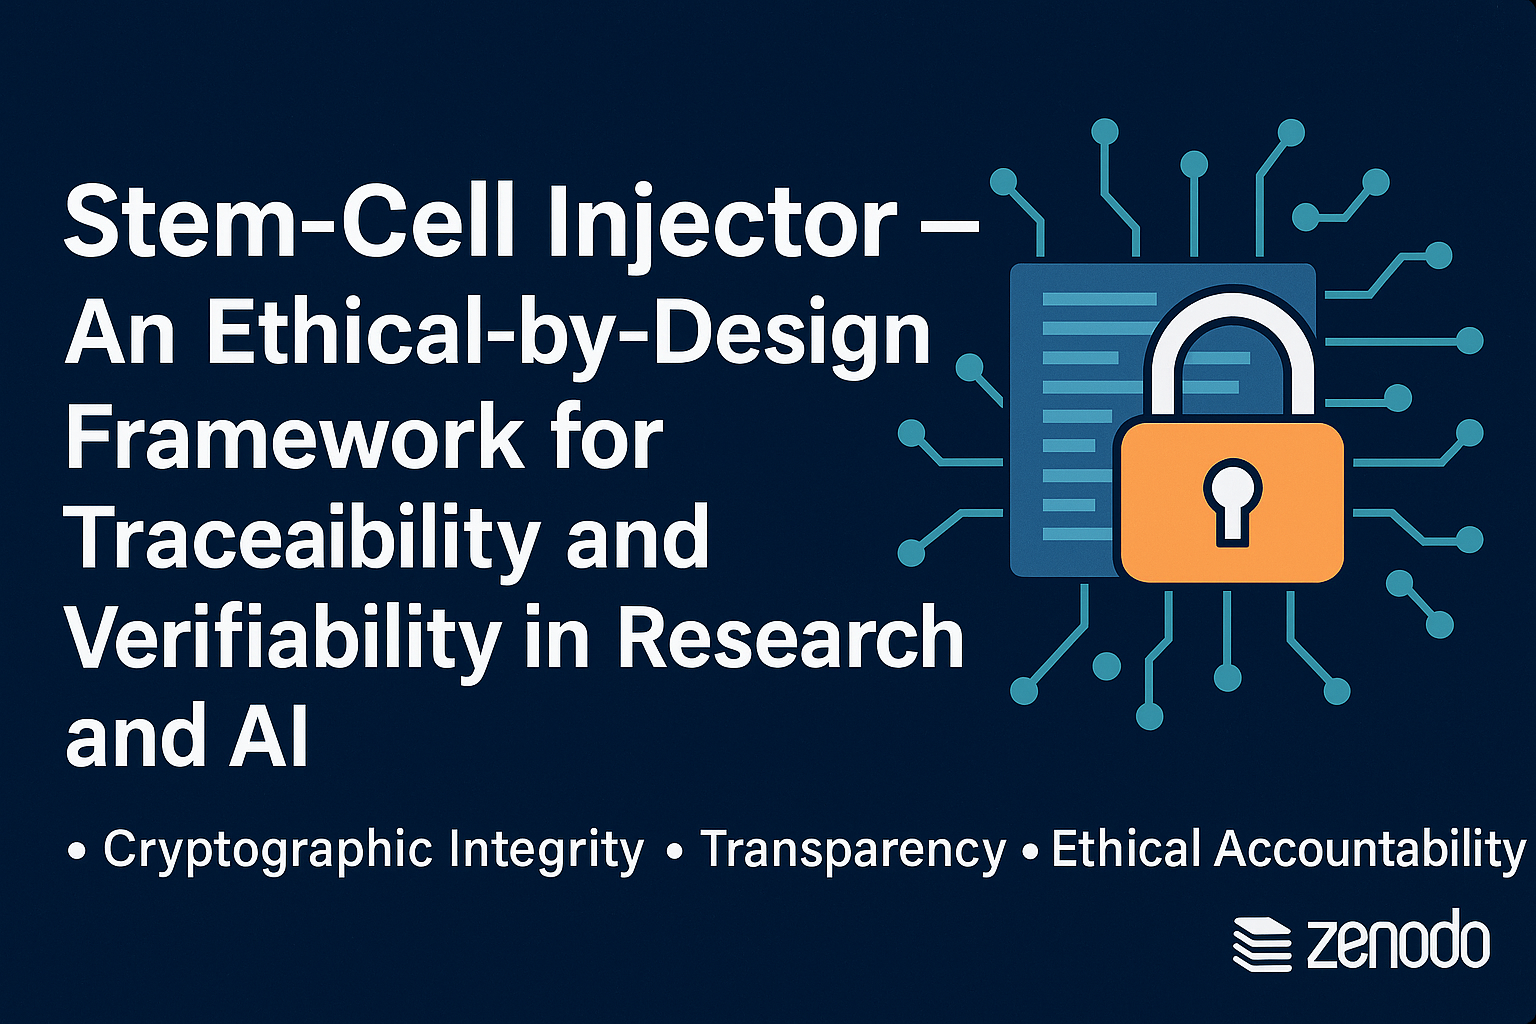 Stem-Cell Injector –
An Ethical-by-Design
Framework for
Traceaibility and
Verifiability in Research
and AI
• Cryptographic Integrity • Transparency • Ethical Accountability
zenodo